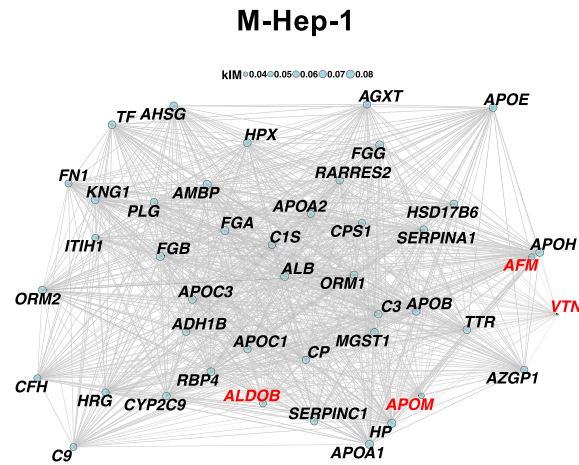 M-Hep-1
kIM 0.04 0.05 0.06 0.07 0.08
AGXT
APOE
AHSG
TF
HPX
FGG
RARRES2
FN1
KNG1
AMBP
PLG
APOA2
HSD17B6
FGA
CPS1
SERPINA1
C1S
ITIH1
FGB
APOH
AFM
ALB
ORM1
ORM2
APOC3
C3
APOB
VTN
TTR
ADH1B
APOC1
MGST1
CP
RBP4
AZGP1
CFH
HRG
CYP2C9
ALDOB
APOM
SERPINC1
HP
C9
APOA1